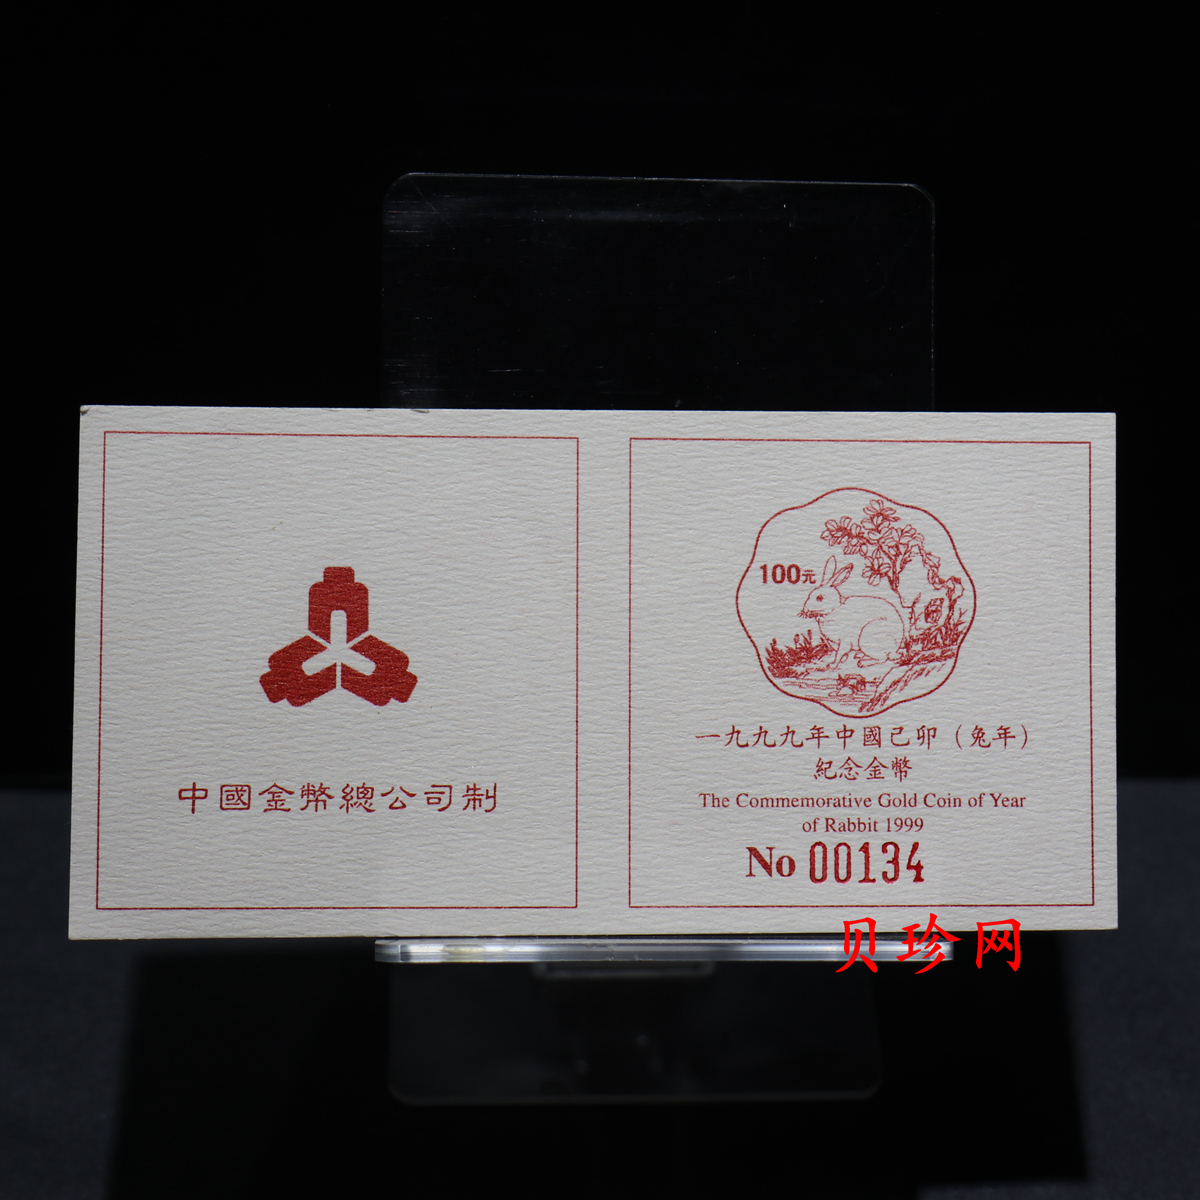 中國金幣總公司制
100元
一九九九年中國己卯（兔年）
紀念金幣
The Commemorative Gold Coin of Year
of Rabbit 1999
No 00134
贝珍网